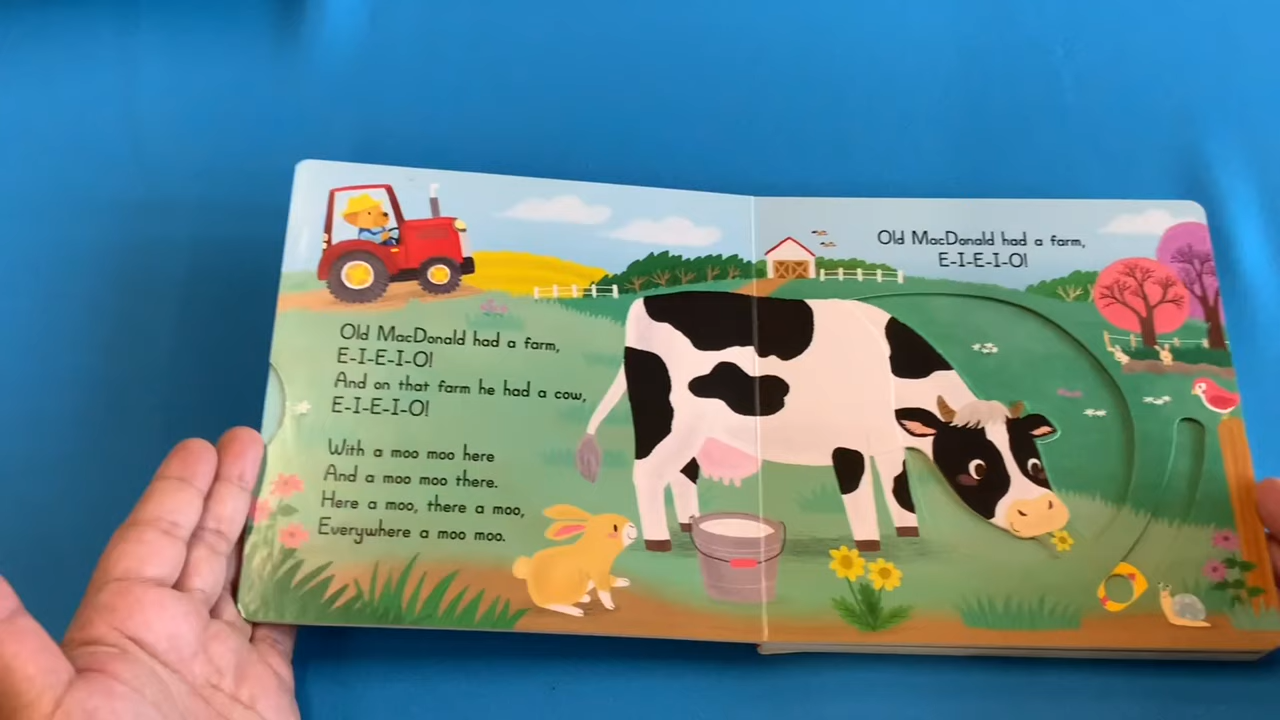 Old MacDonald had a farm,
E-I-E-I-O!
And on that farm he had a cow,
E-I-E-I-O!
With a moo moo here
And a moo moo there.
Here a moo, there a moo,
Everywhere a moo moo.
Old MacDonald had a farm,
E-I-E-I-O!